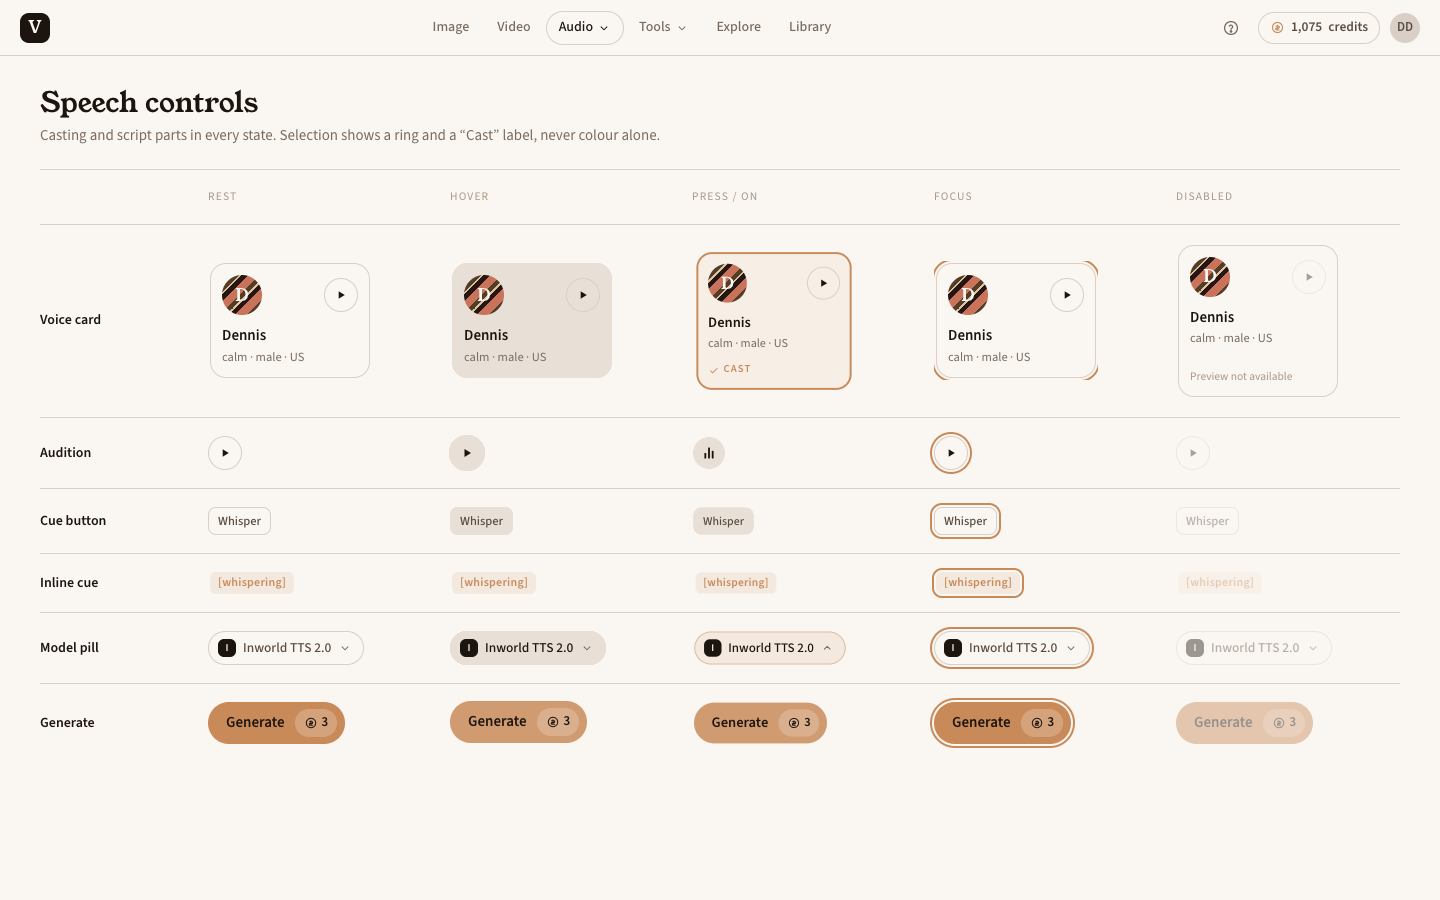 V Image Video Audio Tools Explore Library 1,075 credits DD
Speech controls
Casting and script parts in every state. Selection shows a ring and a “Cast” label, never colour alone.
REST HOVER PRESS / ON FOCUS DISABLED
Voice card
D
Dennis
calm · male · US
D
Dennis
calm · male · US
D
Dennis
calm · male · US
CAST
D
Dennis
calm · male · US
D
Dennis
calm · male · US
Preview not available
Audition
Cue button Whisper Whisper Whisper Whisper Whisper
Inline cue [whispering] [whispering] [whispering] [whispering] [whispering]
Model pill I Inworld TTS 2.0 I Inworld TTS 2.0 I Inworld TTS 2.0 I Inworld TTS 2.0 I Inworld TTS 2.0
Generate Generate 3 Generate 3 Generate 3 Generate 3 Generate 3